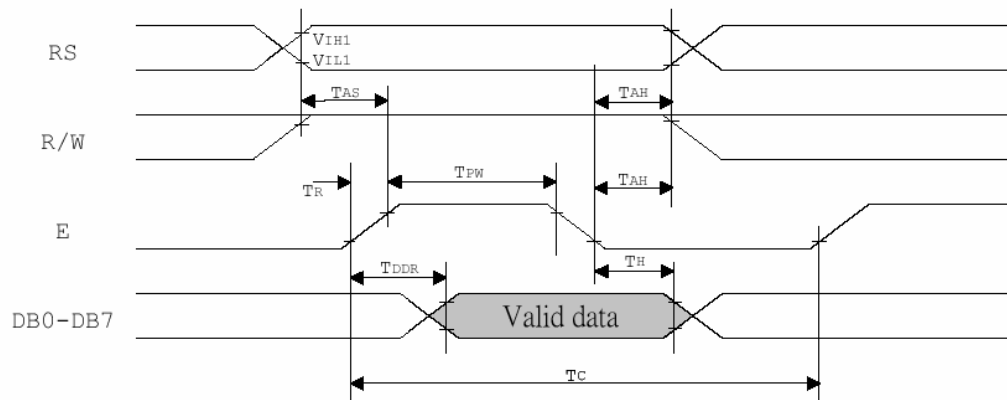 RS
VIH1
VIL1
TAS
TAH
R/W
TR
TPW
TAH
E
TDDR
TH
DB0-DB7
Valid data
TC